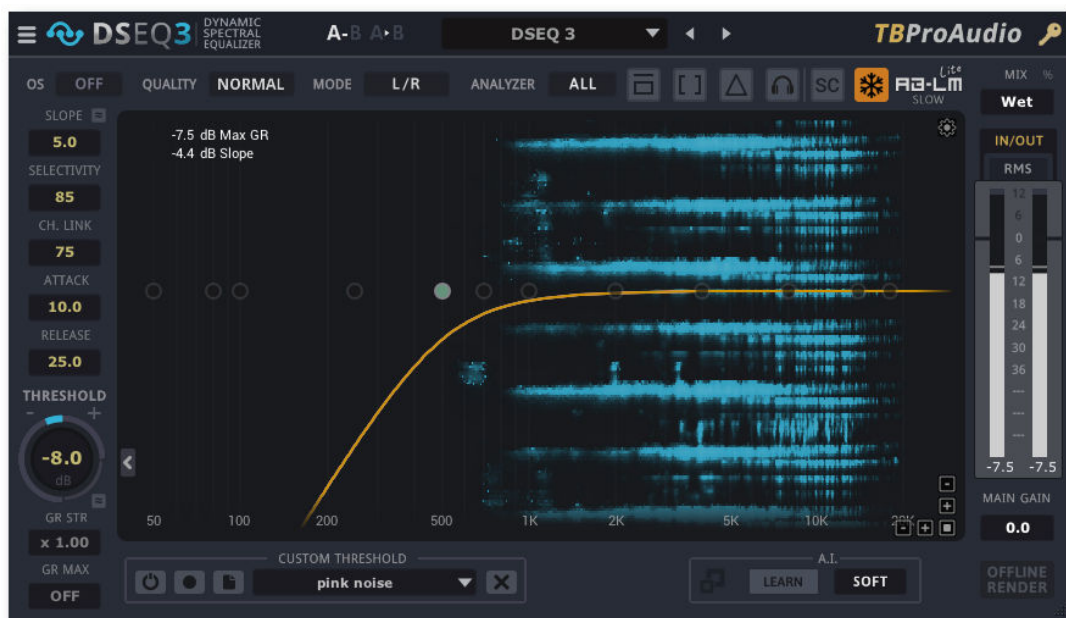 DSEQ3 DYNAMIC SPECTRAL EQUALIZER A-B A▸B DSEQ 3 TBProAudio
OS OFF QUALITY NORMAL MODE L/R ANALYZER ALL SC AB-LM Lite SLOW MIX % Wet
SLOPE
5.0
SELECTIVITY
85
CH. LINK
75
ATTACK
10.0
RELEASE
25.0
THRESHOLD
- +
-8.0
dB
GR STR
x 1.00
GR MAX
OFF
-7.5 dB Max GR
-4.4 dB Slope
50 100 200 500 1K 2K 5K 10K 20K
IN/OUT
RMS
12
6
0
6
12
18
24
30
36
---
---
---
-7.5 -7.5
MAIN GAIN
0.0
OFFLINE
RENDER
CUSTOM THRESHOLD
pink noise
A.I.
LEARN SOFT